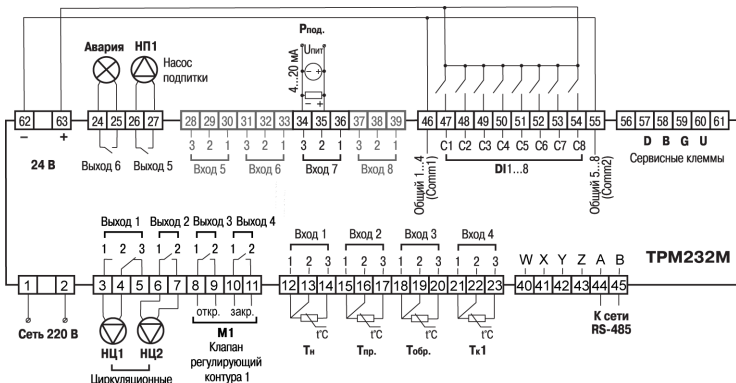 Pпод.
Авария НП1
Uпит
Насос
подпитки
4...20 мА
− +
62 63 24 25 26 27 28 29 30 31 32 33 34 35 36 37 38 39 46 47 48 49 50 51 52 53 54 55 56 57 58 59 60 61
− +
3 2 1 3 2 1 3 2 1 3 2 1
C1 C2 C3 C4 C5 C6 C7 C8
D B G U
24 В
Выход 6 Выход 5
Вход 5 Вход 6 Вход 7 Вход 8
Общий 1...4
(Comm1)
DI1...8
Общий 5...8
(Comm2)
Сервисные клеммы
Выход 1 Выход 2 Выход 3 Выход 4
1 2 3 1 2 1 2 1 2
Вход 1 Вход 2 Вход 3 Вход 4
1 2 3 1 2 3 1 2 3 1 2 3
W X Y Z A B
ТРМ232М
1 2 3 4 5 6 7 8 9 10 11 12 13 14 15 16 17 18 19 20 21 22 23 40 41 42 43 44 45
Сеть 220 В
откр. закр.
t°C t°C t°C t°C
К сети
RS-485
НЦ1 НЦ2
М1
Клапан
регулирующий
контура 1
Tн Tпр. Tобр. Tк1
Циркуляционные